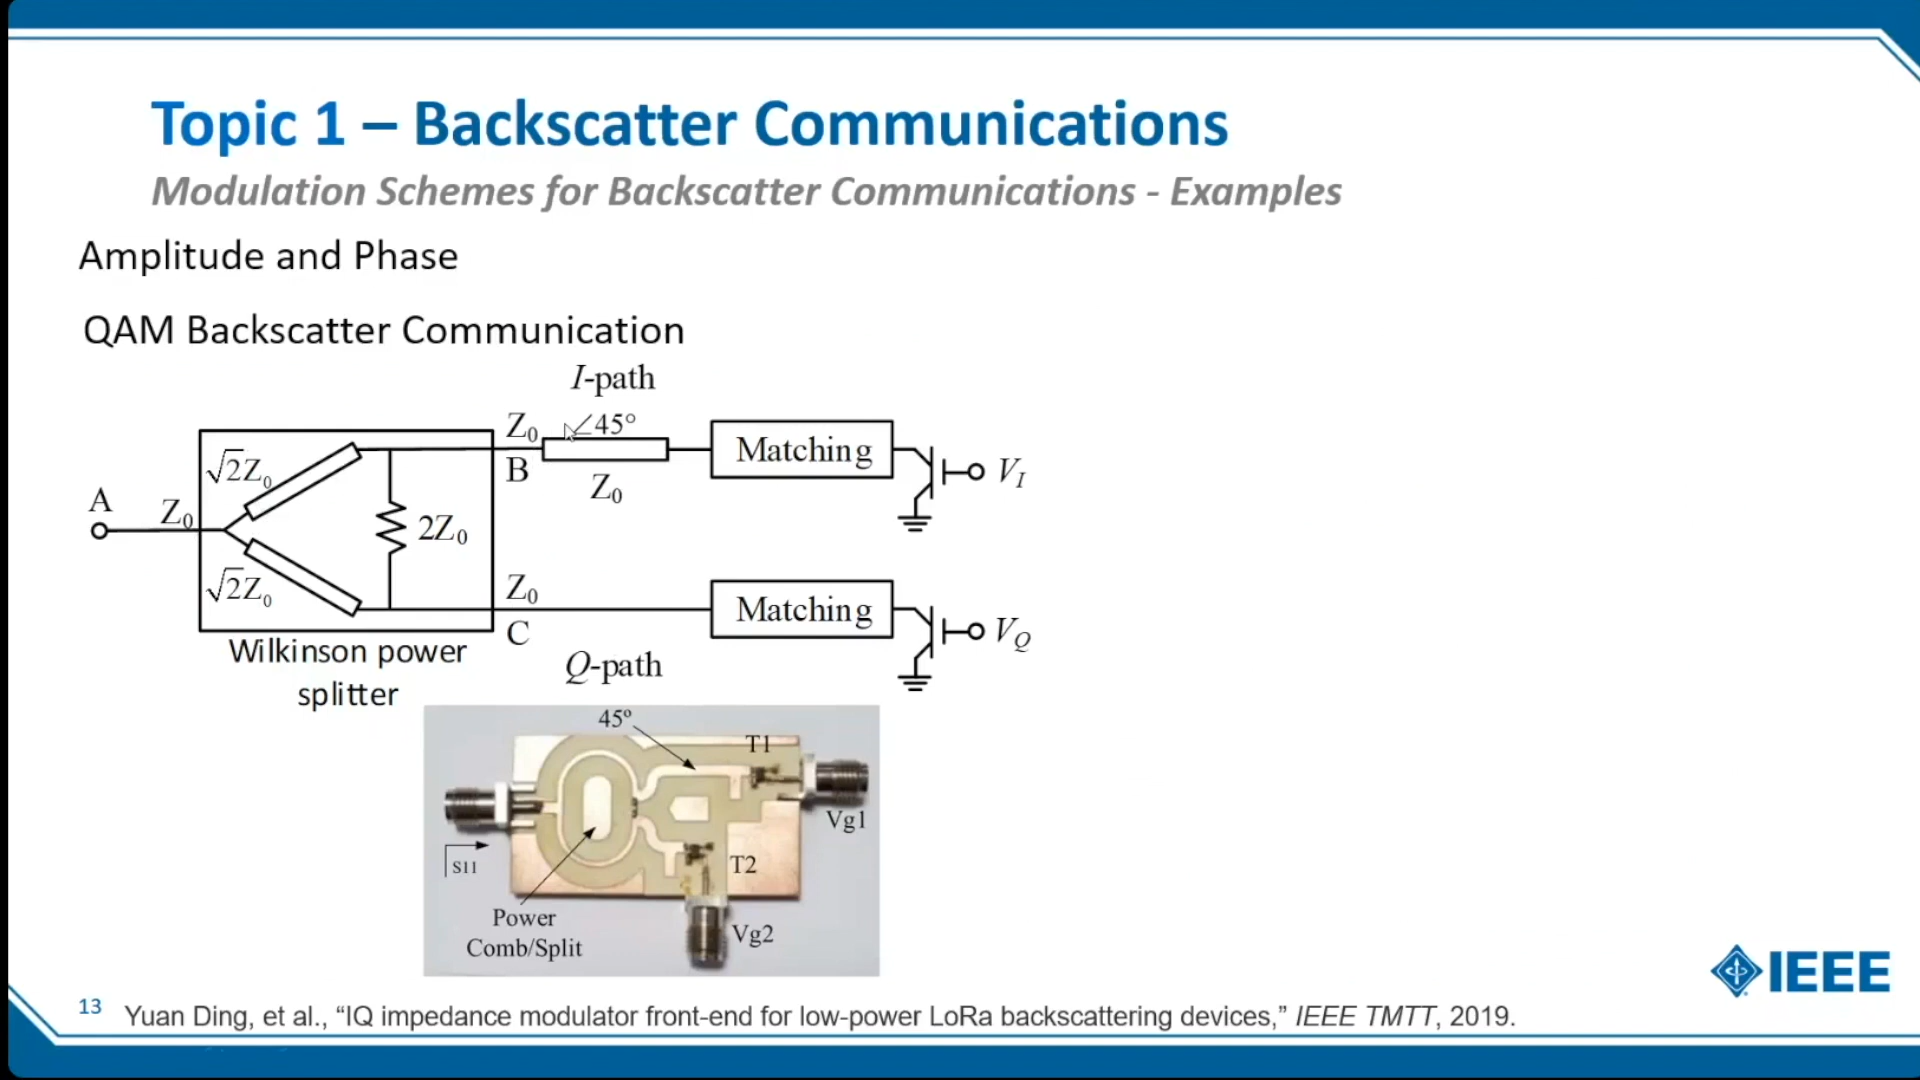 Topic 1 – Backscatter Communications
Modulation Schemes for Backscatter Communications - Examples
Amplitude and Phase
QAM Backscatter Communication
I-path
Z₀
∠45°
√2Z₀
B
Z₀
Matching
V_I
A
Z₀
2Z₀
√2Z₀
Z₀
C
Matching
V_Q
Wilkinson power
splitter
Q-path
45º
T1
Vg1
S11
T2
Power
Comb/Split
Vg2
IEEE
13
Yuan Ding, et al., “IQ impedance modulator front-end for low-power LoRa backscattering devices,” IEEE TMTT, 2019.